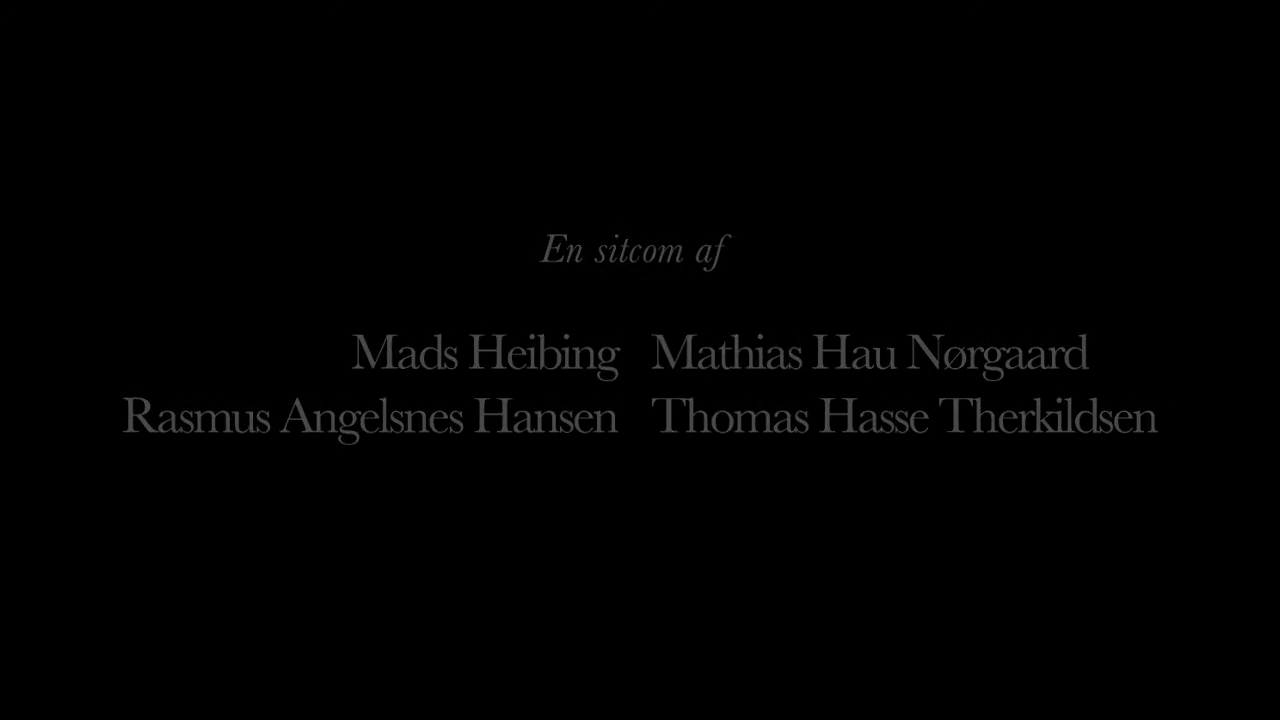 En sitcom af
Mads Heibing Mathias Hau Nørgaard
Rasmus Angelsnes Hansen Thomas Hasse Therkildsen